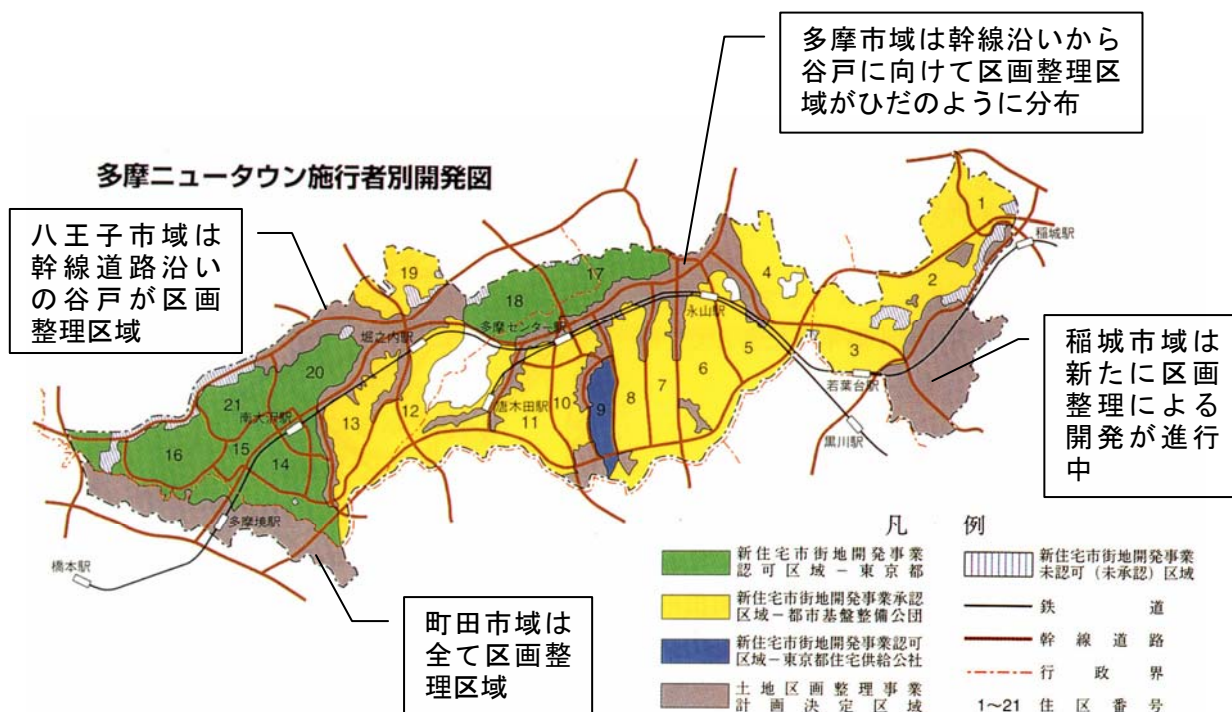 多摩市域は幹線沿いから
谷戸に向けて区画整理区
域がひだのように分布
多摩ニュータウン施行者別開発図
八王子市域は
幹線道路沿い
の谷戸が区画
整理区域
稲城市域は
新たに区画
整理による
開発が進行
中
町田市域は
全て区画整
理区域
1
稲城駅
2
19
17
4
18
多摩センター駅
永山駅
堀之内駅
3
5
若葉台駅
20
6
7
8
9
10
唐木田駅
11
12
13
黒川駅
21
南大沢駅
16
15
14
多摩境駅
橋本駅
凡 例
新住宅市街地開発事業
認可区域－東京都
新住宅市街地開発事業承認
区域－都市基盤整備公団
新住宅市街地開発事業認可
区域－東京都住宅供給公社
土地区画整理事業
計画決定区域
新住宅市街地開発事業
未認可（未承認）区域
鉄道
幹線道路
行政界
1～21 住区番号